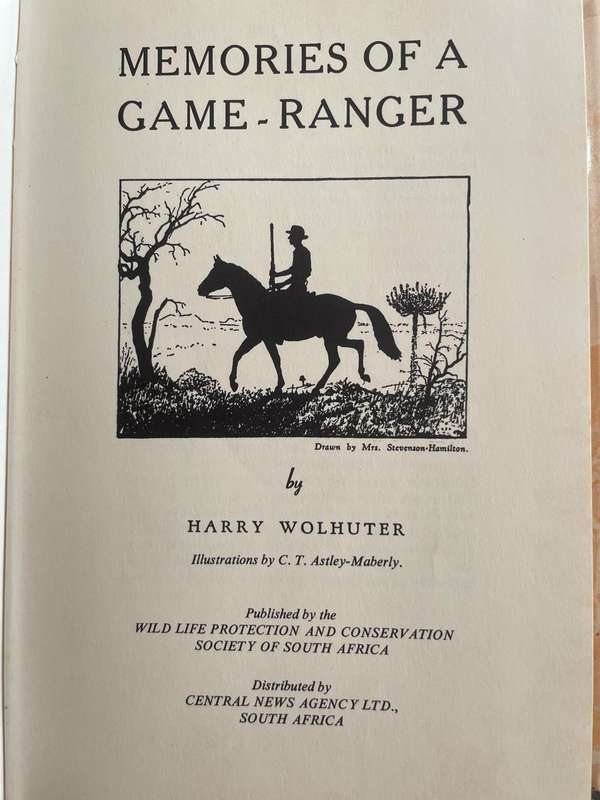 MEMORIES OF A
GAME - RANGER
Drawn by Mrs. Stevenson-Hamilton.
by
HARRY WOLHUTER
Illustrations by C. T. Astley-Maberly.
Published by the
WILD LIFE PROTECTION AND CONSERVATION
SOCIETY OF SOUTH AFRICA
Distributed by
CENTRAL NEWS AGENCY LTD.,
SOUTH AFRICA